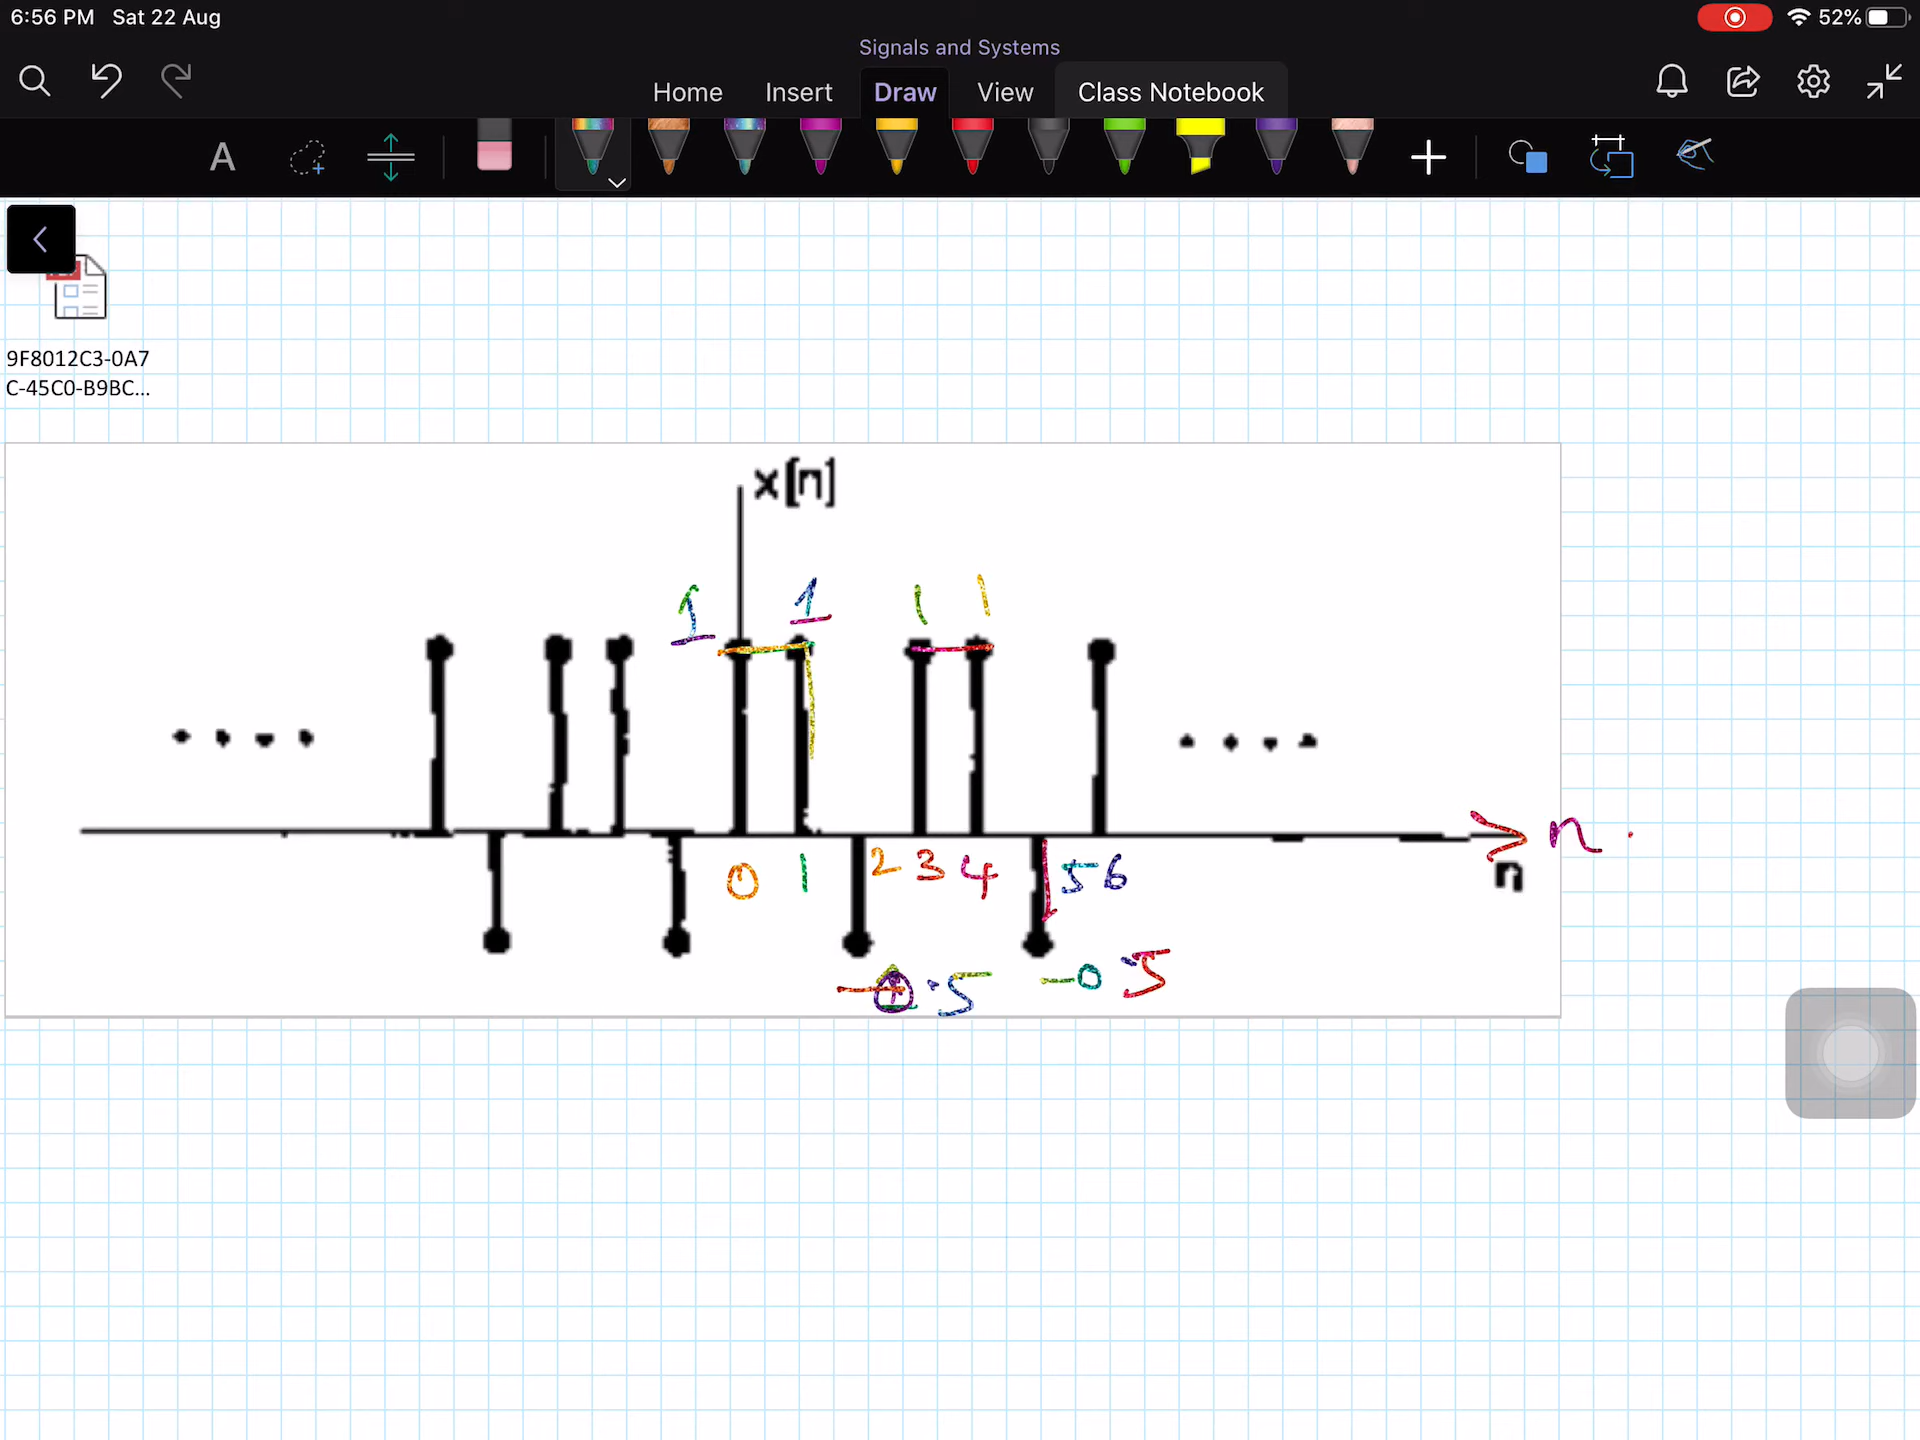 6:56 PM Sat 22 Aug 52%
Signals and Systems
Home Insert Draw View Class Notebook
A
9F8012C3-0A7
C-45C0-B9BC...
x[n]
1 1 1 1
n
0 1 2 3 4 5 6
n
-0.5 -0.5